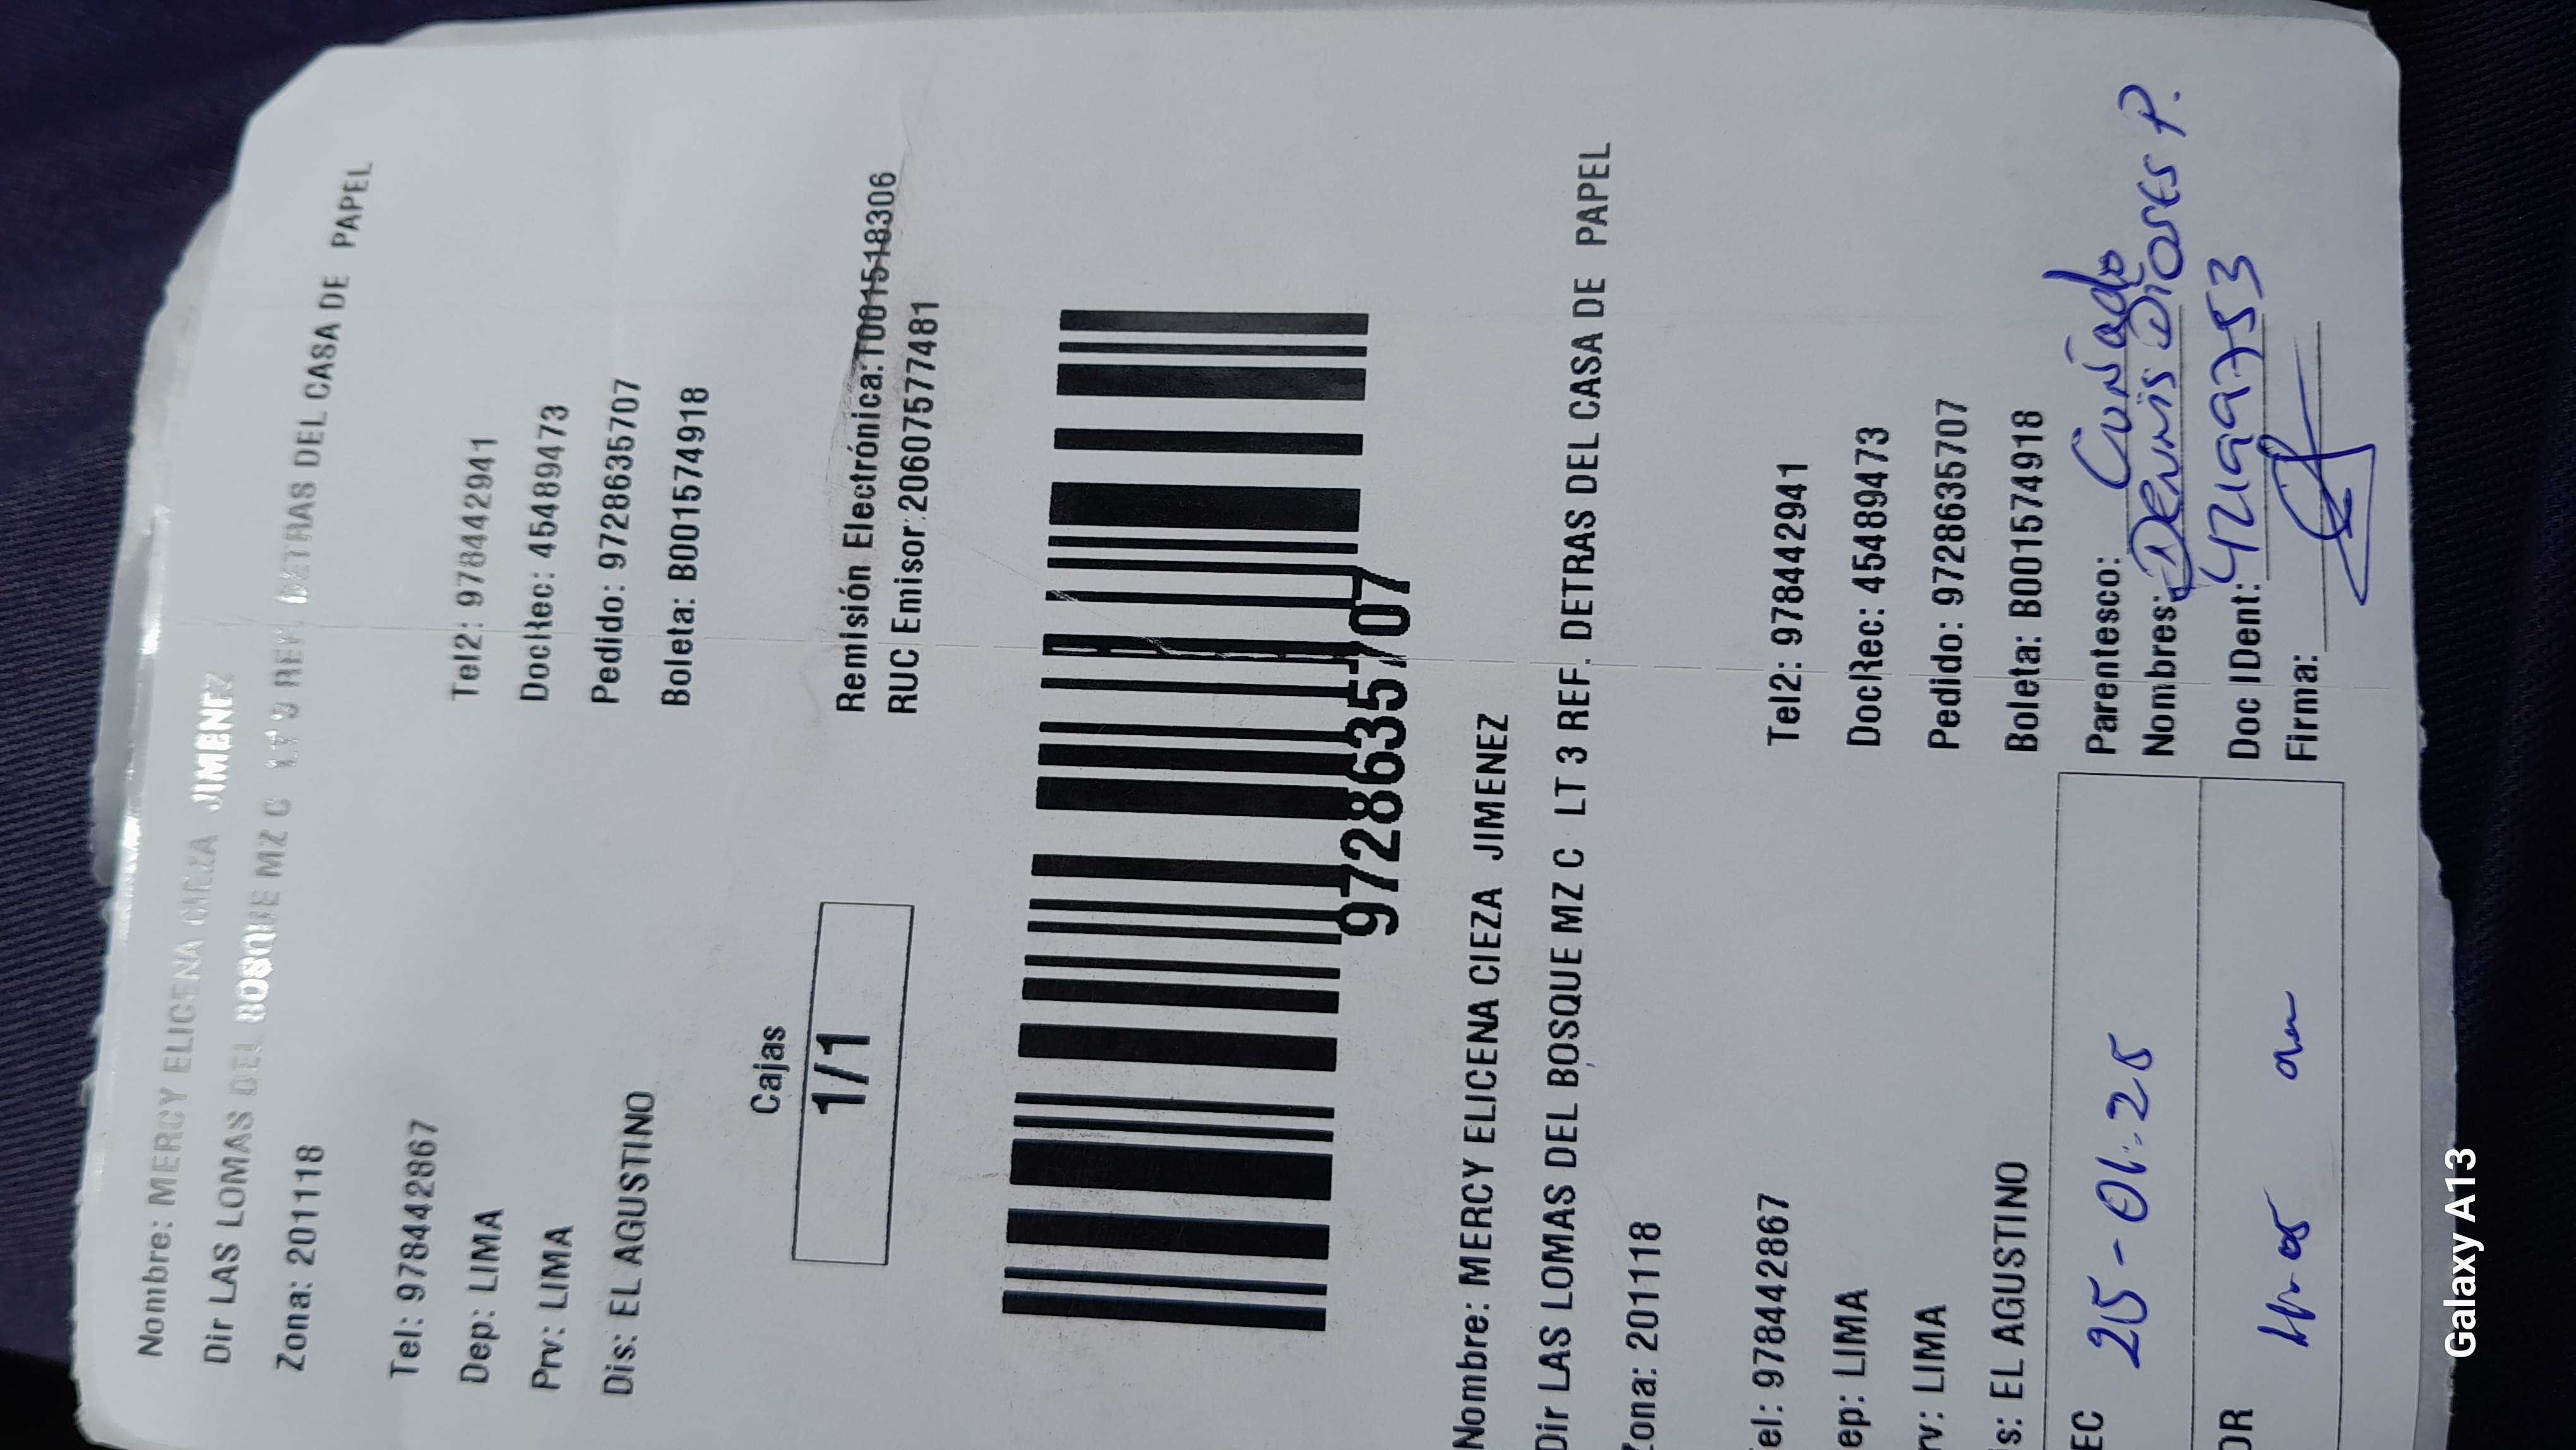 Nombre: MERCY ELICENA CIEZA JIMENEZ
Dir LAS LOMAS DEL BOSQUE MZ C LT 3 REF. DETRAS DEL CASA DE PAPEL
Zona: 201118
Tel: 978442867
Tel2: 978442941
Dep: LIMA
DocRec: 45489473
Prv: LIMA
Pedido: 9728635707
Dis: EL AGUSTINO
Boleta: B001574918
Cajas
1/1
Remisión Electrónica:T001518306
RUC Emisor:20607577481
9728635707
Nombre: MERCY ELICENA CIEZA JIMENEZ
Dir LAS LOMAS DEL BOSQUE MZ C LT 3 REF. DETRAS DEL CASA DE PAPEL
Zona: 201118
Tel: 978442867
Tel2: 978442941
ep: LIMA
DocRec: 45489473
rv: LIMA
Pedido: 9728635707
s: EL AGUSTINO
Boleta: B001574918
EC 25-01-25
Parentesco: Cuñado
Nombres: Dennis Dioses P.
OR
Doc IDent: 42199753
Firma:
Galaxy A13